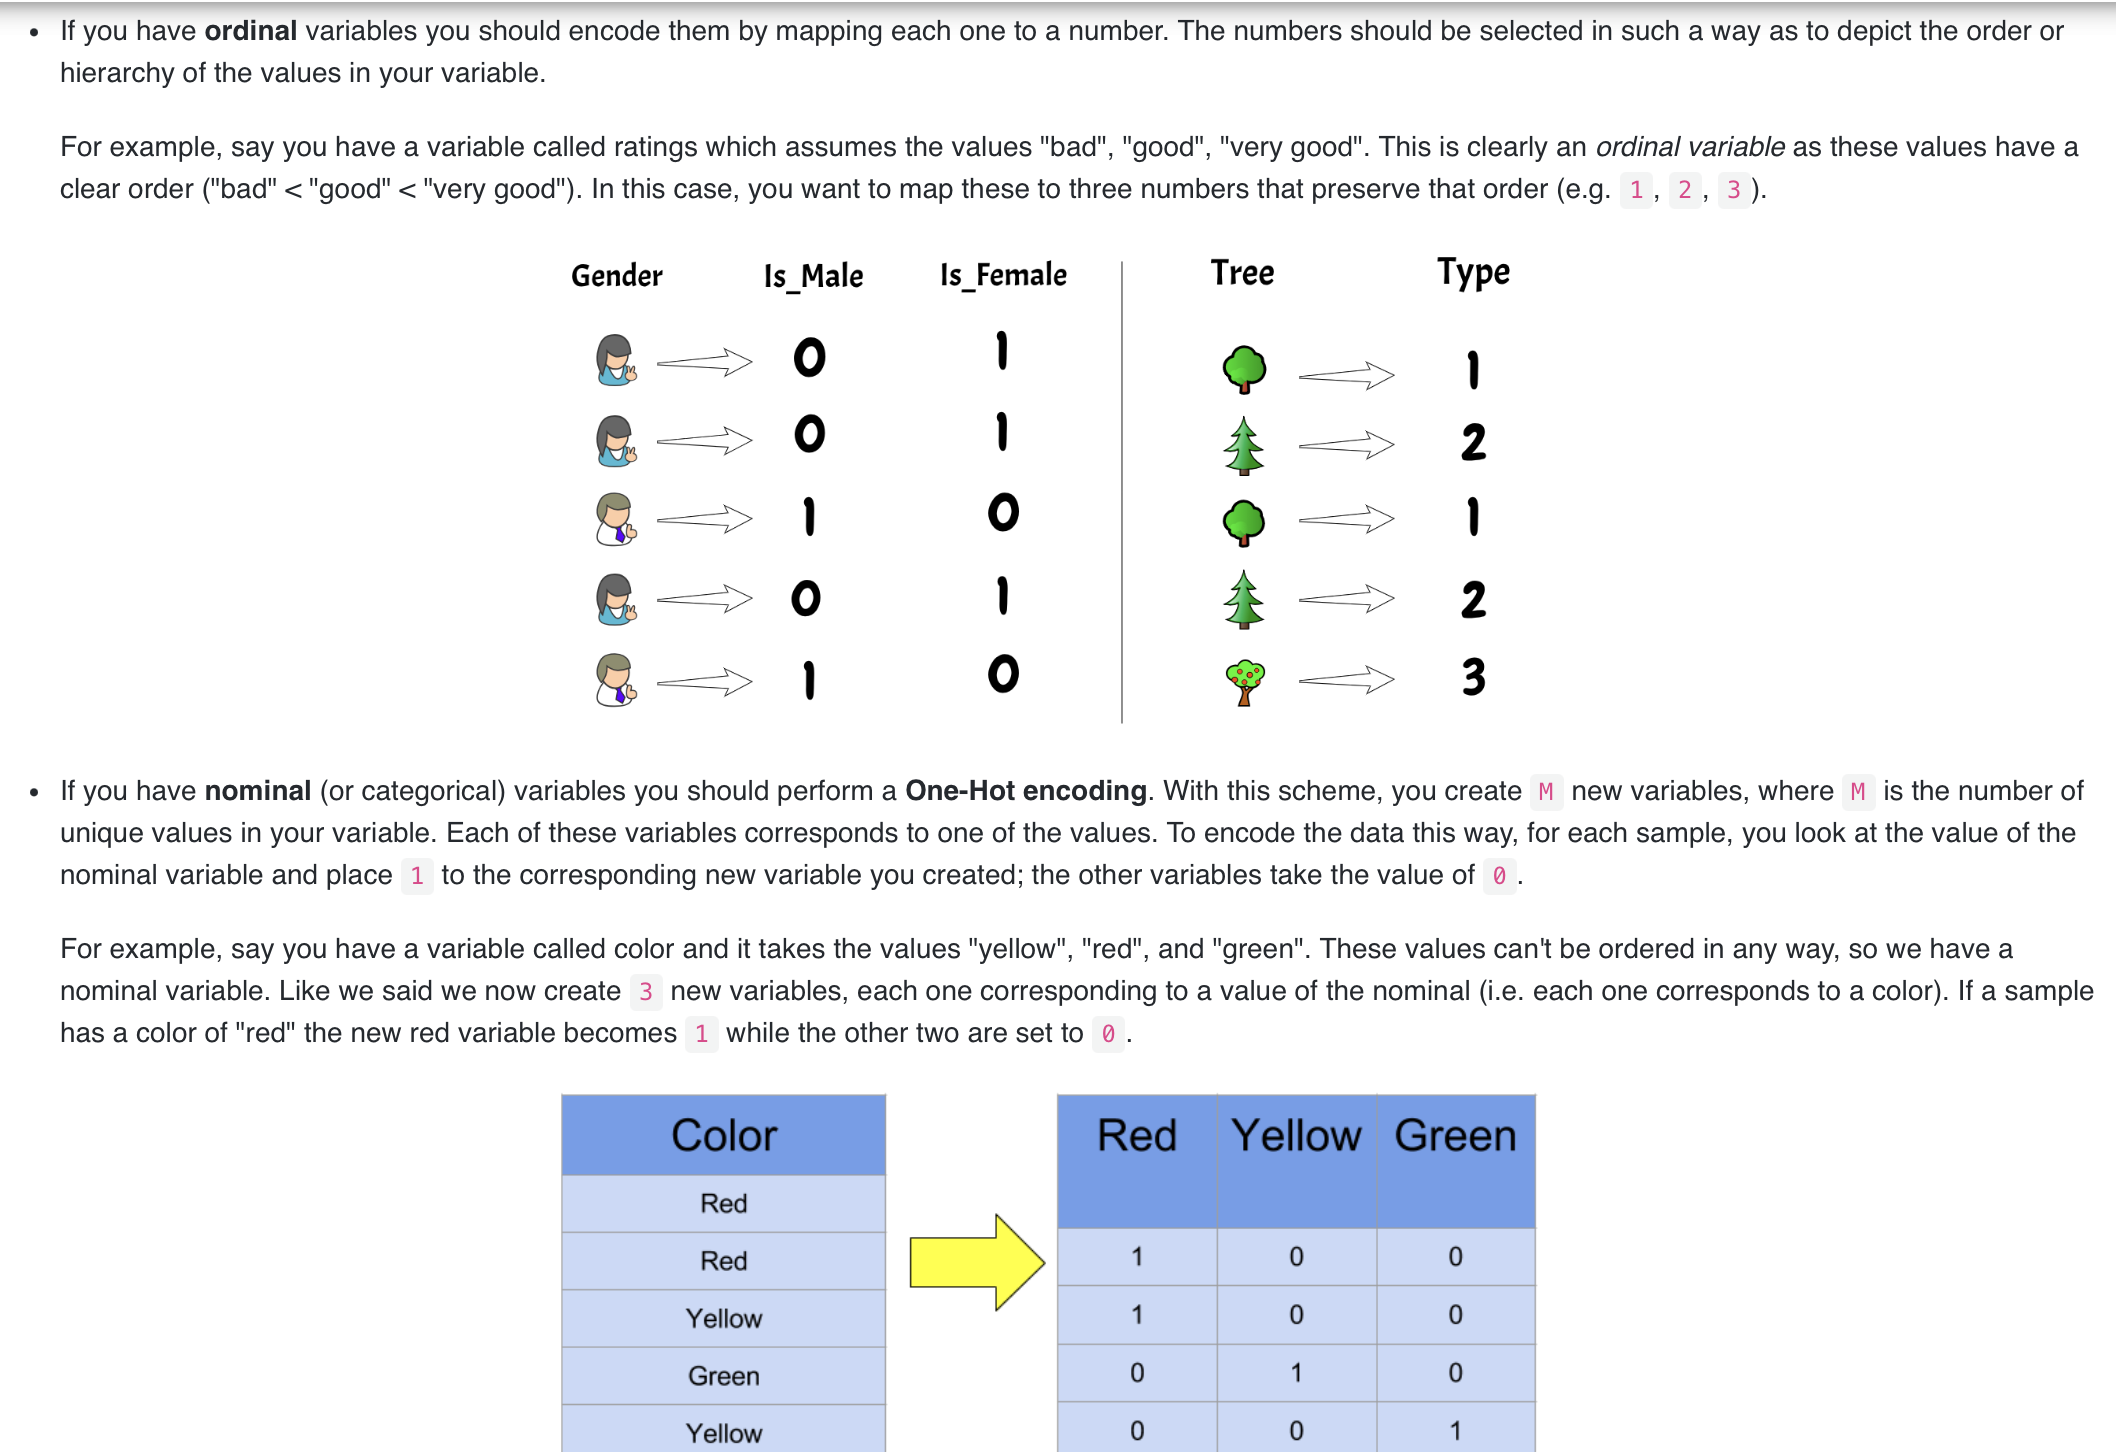 • If you have ordinal variables you should encode them by mapping each one to a number. The numbers should be selected in such a way as to depict the order or
hierarchy of the values in your variable.
For example, say you have a variable called ratings which assumes the values "bad", "good", "very good". This is clearly an ordinal variable as these values have a
clear order ("bad" < "good" < "very good"). In this case, you want to map these to three numbers that preserve that order (e.g. 1 , 2 , 3 ).
Gender Is_Male Is_Female
0 1
0 1
1 0
0 1
1 0
Tree Type
1
2
1
2
3
• If you have nominal (or categorical) variables you should perform a One-Hot encoding. With this scheme, you create M new variables, where M is the number of
unique values in your variable. Each of these variables corresponds to one of the values. To encode the data this way, for each sample, you look at the value of the
nominal variable and place 1 to the corresponding new variable you created; the other variables take the value of 0 .
For example, say you have a variable called color and it takes the values "yellow", "red", and "green". These values can't be ordered in any way, so we have a
nominal variable. Like we said we now create 3 new variables, each one corresponding to a value of the nominal (i.e. each one corresponds to a color). If a sample
has a color of "red" the new red variable becomes 1 while the other two are set to 0 .
Color
Red
Red
Yellow
Green
Yellow
Red Yellow Green
1 0 0
1 0 0
0 1 0
0 0 1